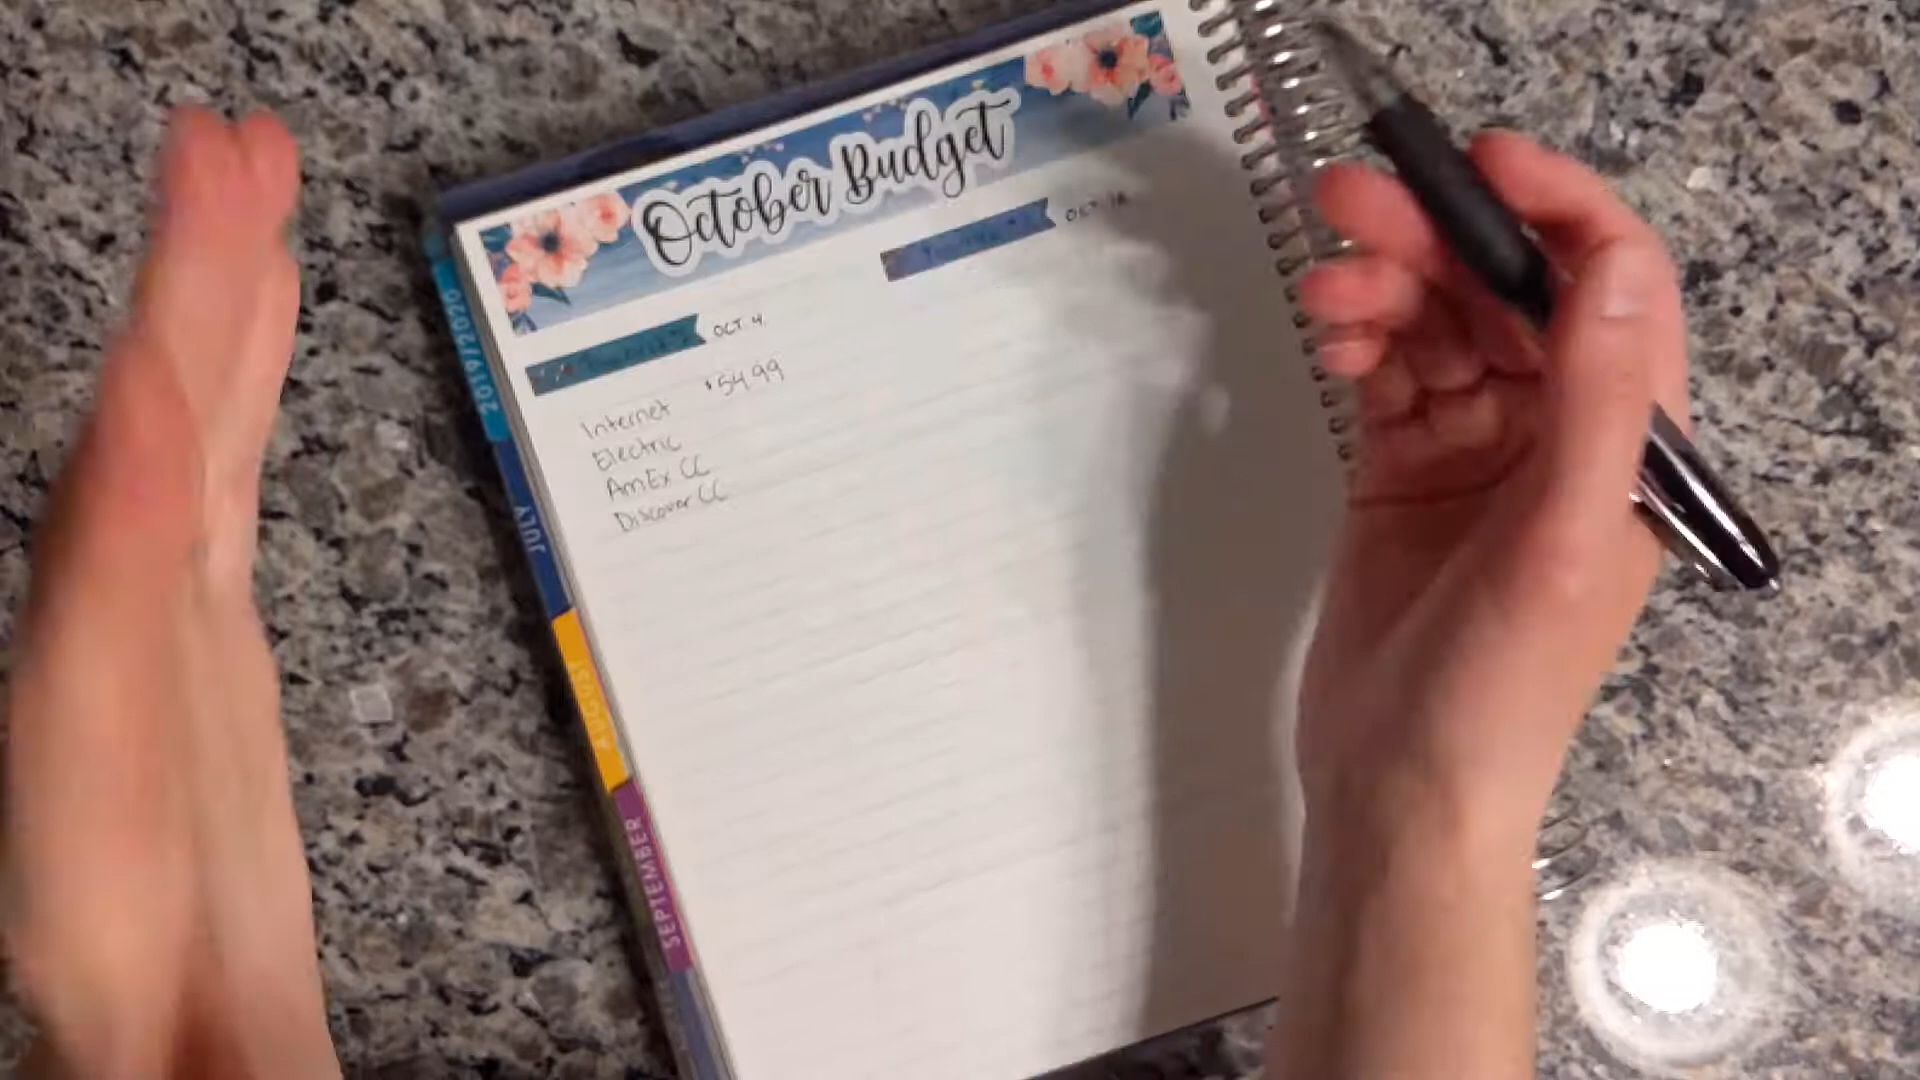 October Budget
OCT 4
Internet $54.99
Electric
AmEx CC
Discover CC
OCT 18
2019/2020
JULY
AUGUST
SEPTEMBER